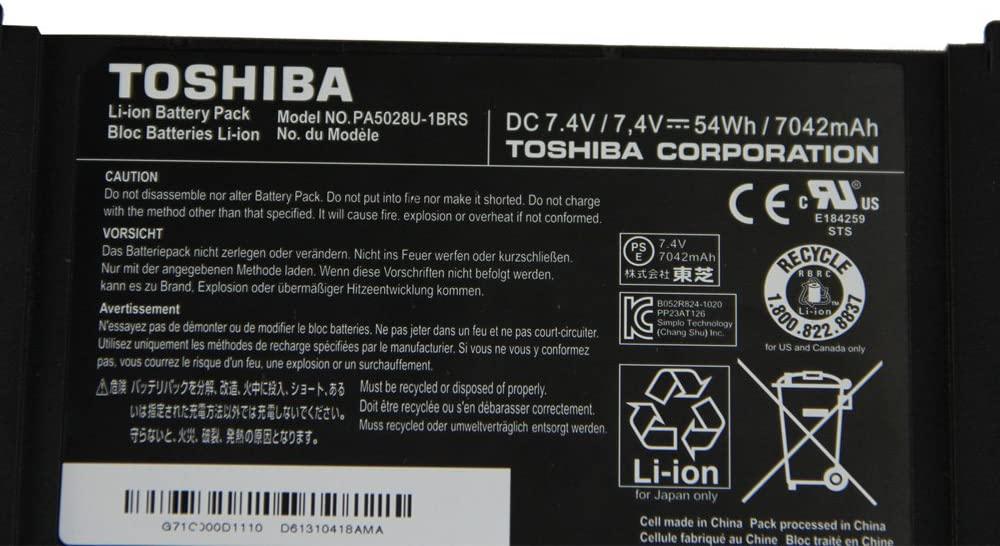 TOSHIBA
Li-ion Battery Pack Model NO.PA5028U-1BRS
Bloc Batteries Li-ion No. du Modèle
DC 7.4V / 7,4V 54Wh / 7042mAh
TOSHIBA CORPORATION
CAUTION
Do not disassemble nor alter Battery Pack. Do not put into fire nor make it shorted. Do not charge
with the method other than that specified. It will cause fire. explosion or overheat if not conformed.
VORSICHT
Das Batteriepack nicht zerlegen oder verändern. Nicht ins Feuer werfen oder kurzschließen.
Nur mit der angegebenen Methode laden. Wenn diese Vorschriften nicht befolgt werden.
kann es zu Brand, Explosion oder übermäßiger Hitzeentwicklung kommen.
Avertissement
N'essayez pas de démonter ou de modifier le bloc batteries. Ne pas jeter dans un feu et ne pas court-circuiter.
Utilisez uniquement les méthodes de recharge spécifiées par le manufacturier. Si vous ne vous y conformez
pas, vous courrez le risque d'un feu, une explosion or un surchauffement.
危険 バッテリパックを分解、改造、火中に投入、ショート、ある
いは指定された充電方法以外では充電しないでください。
守らないと、火災、破裂、発熱の原因となります。
Must be recycled or disposed of properly.
Doit être recyclée ou s'en débarasser correctement.
Muss recycled oder umweltverträglich entsorgt werden.
CE c RU ® US
E184259
STS
PS E 7.4V
7042mAh
株式会社 東芝
B052R824-1020
PP23AT126
Simplo Technology
(Chang Shu) Inc.
RECYCLE
RBRC
Li-ion
1.800.822.8837
for US and Canada only
Li-ion
for Japan only
D61310418AMA
Cell made in China Pack processed in China
Cellule fabriqué au Chine Bloc traité en Chine